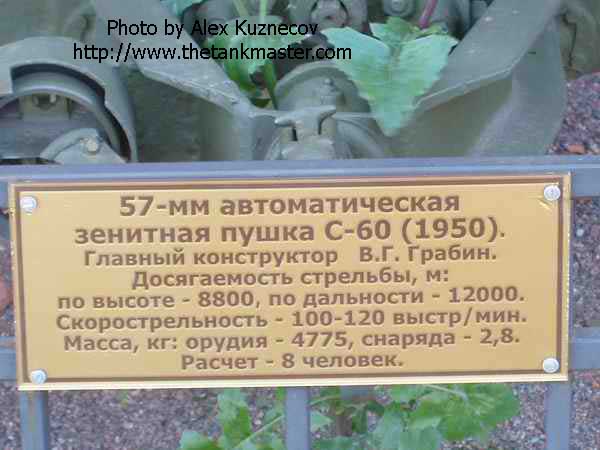 Photo by Alex Kuznecov
http://www.thetankmaster.com/
57-мм автоматическая
зенитная пушка С-60 (1950).
Главный конструктор В.Г. Грабин.
Досягаемость стрельбы, м:
по высоте - 8800, по дальности - 12000.
Скорострельность - 100-120 выстр/мин.
Масса, кг: орудия - 4775, снаряда - 2,8.
Расчет - 8 человек.